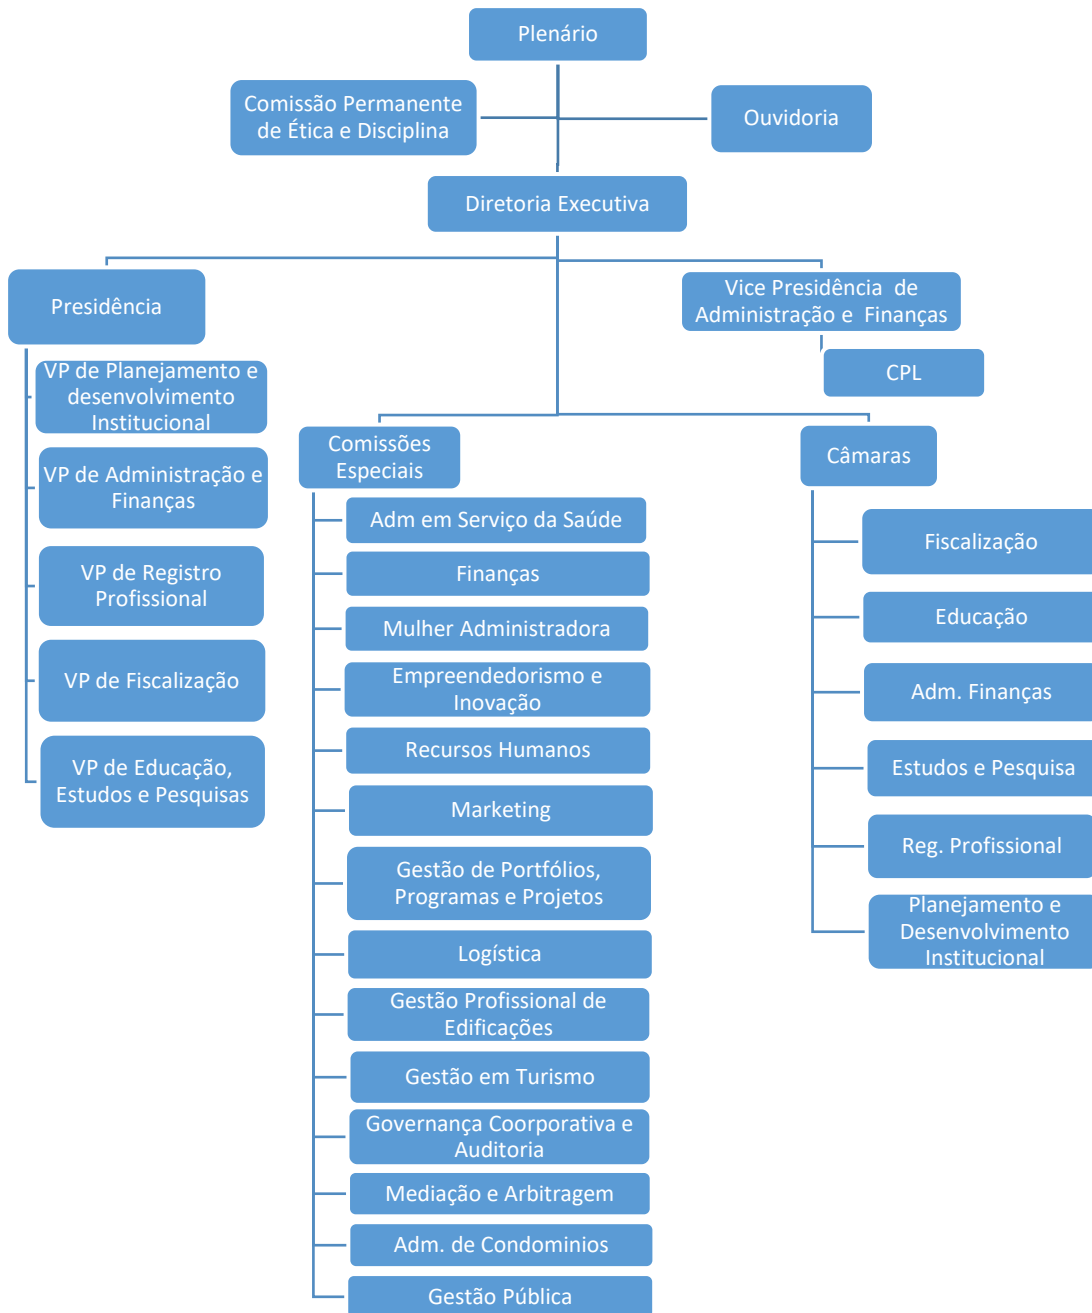 Plenário
Comissão Permanente
de Ética e Disciplina
Ouvidoria
Diretoria Executiva
Presidência
Vice Presidência de
Administração e Finanças
CPL
VP de Planejamento e
desenvolvimento
Institucional
VP de Administração e
Finanças
VP de Registro
Profissional
VP de Fiscalização
VP de Educação,
Estudos e Pesquisas
Comissões
Especiais
Adm em Serviço da Saúde
Finanças
Mulher Administradora
Empreendedorismo e
Inovação
Recursos Humanos
Marketing
Gestão de Portfólios,
Programas e Projetos
Logística
Gestão Profissional de
Edificações
Gestão em Turismo
Governança Coorporativa e
Auditoria
Mediação e Arbitragem
Adm. de Condominios
Gestão Pública
Câmaras
Fiscalização
Educação
Adm. Finanças
Estudos e Pesquisa
Reg. Profissional
Planejamento e
Desenvolvimento
Institucional